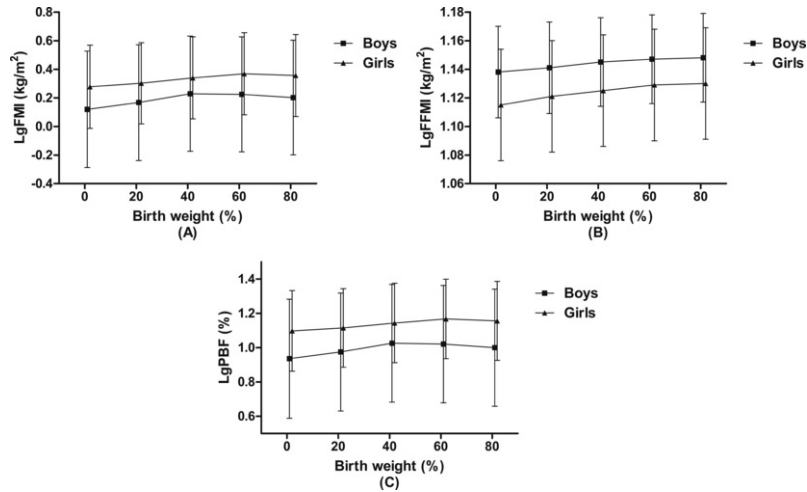 LgFMI (kg/m²)
0.8
0.6
0.4
0.2
0.0
-0.2
-0.4
0 20 40 60 80
Birth weight (%)
(A)
Boys
Girls
LgFFMI (kg/m²)
1.18
1.16
1.14
1.12
1.10
1.08
1.06
0 20 40 60 80
Birth weight (%)
(B)
Boys
Girls
LgPBF (%)
1.4
1.2
1.0
0.8
0.6
0 20 40 60 80
Birth weight (%)
(C)
Boys
Girls